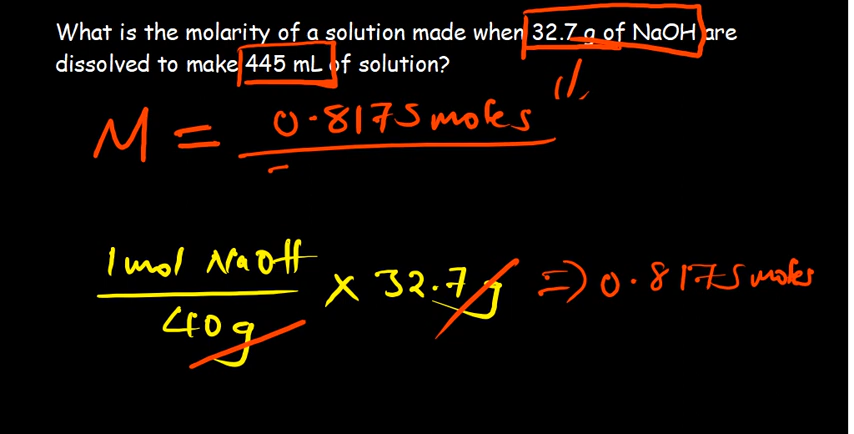 What is the molarity of a solution made when 32.7 g of NaOH are
dissolved to make 445 mL of solution?
M = 0.8175 moles
1 mol NaOH
40g
× 32.7 g ⇒ 0.8175 moles